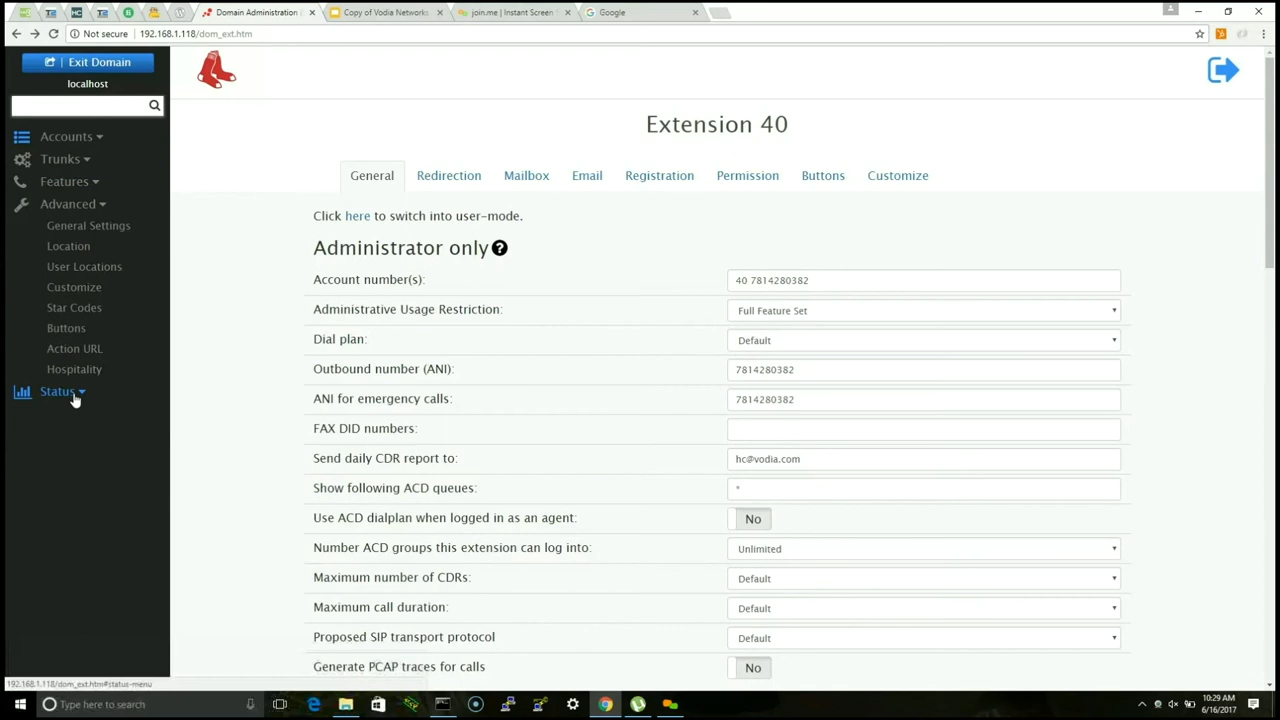 Domain Administration
Copy of Vodia Networks
join.me | Instant Screen
Google
Not secure
192.168.1.118/dom_ext.htm
Exit Domain
localhost
Accounts
Trunks
Features
Advanced
General Settings
Location
User Locations
Customize
Star Codes
Buttons
Action URL
Hospitality
Status
Extension 40
General Redirection Mailbox Email Registration Permission Buttons Customize
Click here to switch into user-mode.
Administrator only
Account number(s): 40 7814280382
Administrative Usage Restriction: Full Feature Set
Dial plan: Default
Outbound number (ANI): 7814280382
ANI for emergency calls: 7814280382
FAX DID numbers:
Send daily CDR report to: hc@vodia.com
Show following ACD queues: *
Use ACD dialplan when logged in as an agent: No
Number ACD groups this extension can log into: Unlimited
Maximum number of CDRs: Default
Maximum call duration: Default
Proposed SIP transport protocol Default
Generate PCAP traces for calls No
192.168.1.118/dom_ext.htm#status-menu
Type here to search
10:29 AM
6/16/2017